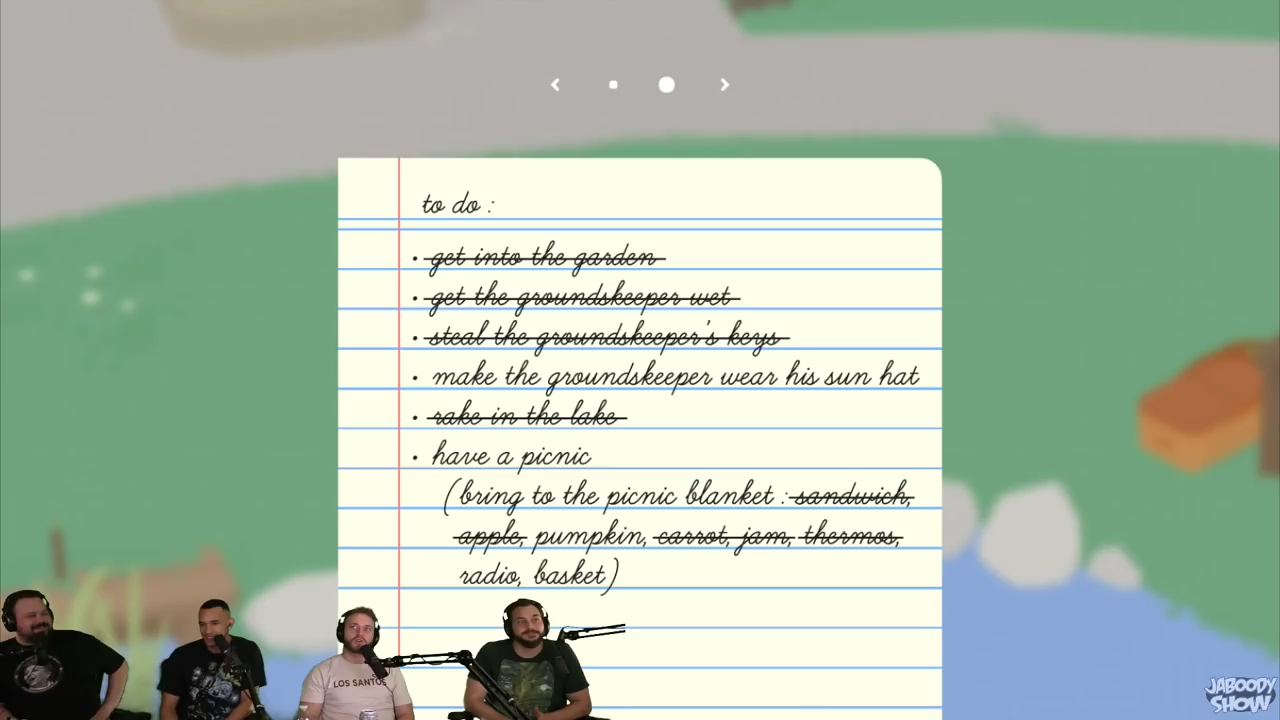 to do :
• get into the garden
• get the groundskeeper wet
• steal the groundskeeper's keys
• make the groundskeeper wear his sun hat
• rake in the lake
• have a picnic
(bring to the picnic blanket : sandwich,
apple, pumpkin, carrot, jam, thermos,
radio, basket)
LOS SANTOS
JABOODY
SHOW